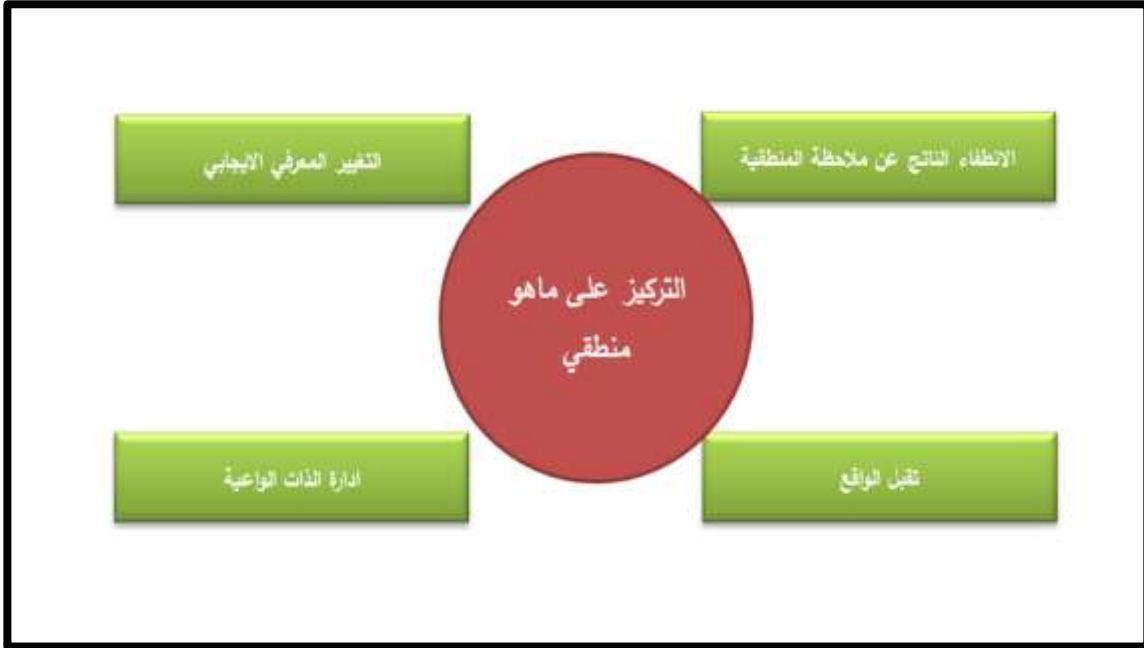 الانطفاء الناتج عن ملاحظة المنطقية
التغيير المعرفي الايجابي
التركيز على ماهو
منطقي
تقبل الواقع
ادارة الذات الواعية